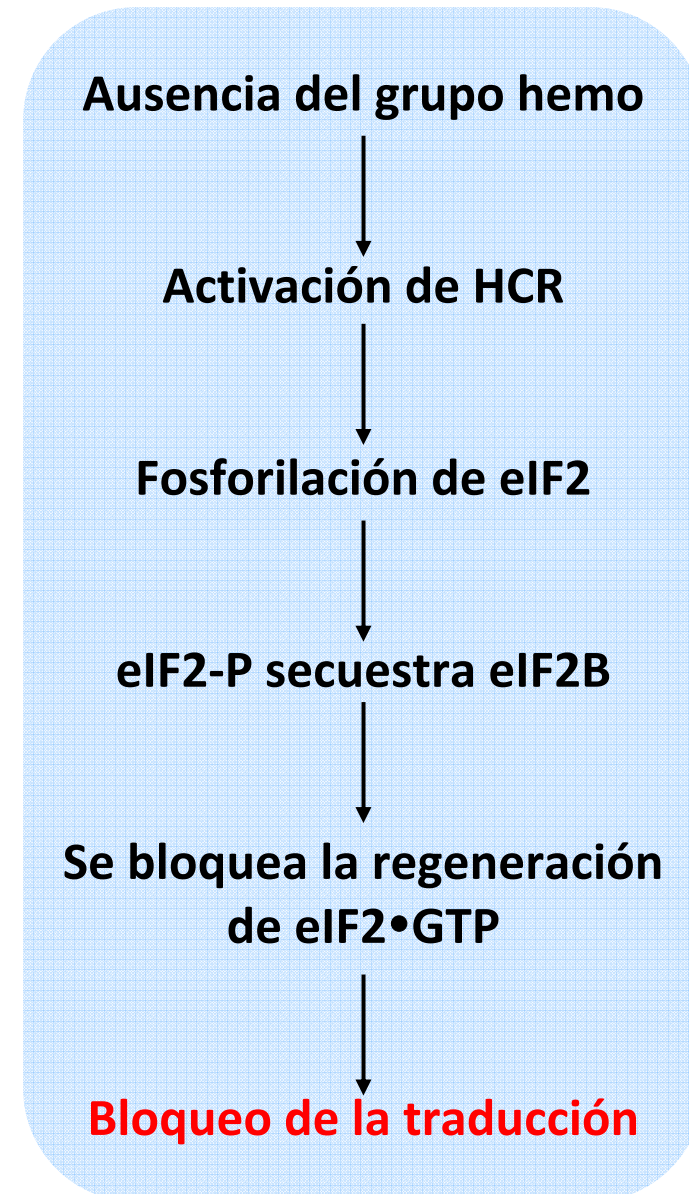 Ausencia del grupo hemo
Activación de HCR
Fosforilación de eIF2
eIF2-P secuestra eIF2B
Se bloquea la regeneración
de eIF2•GTP
Bloqueo de la traducción